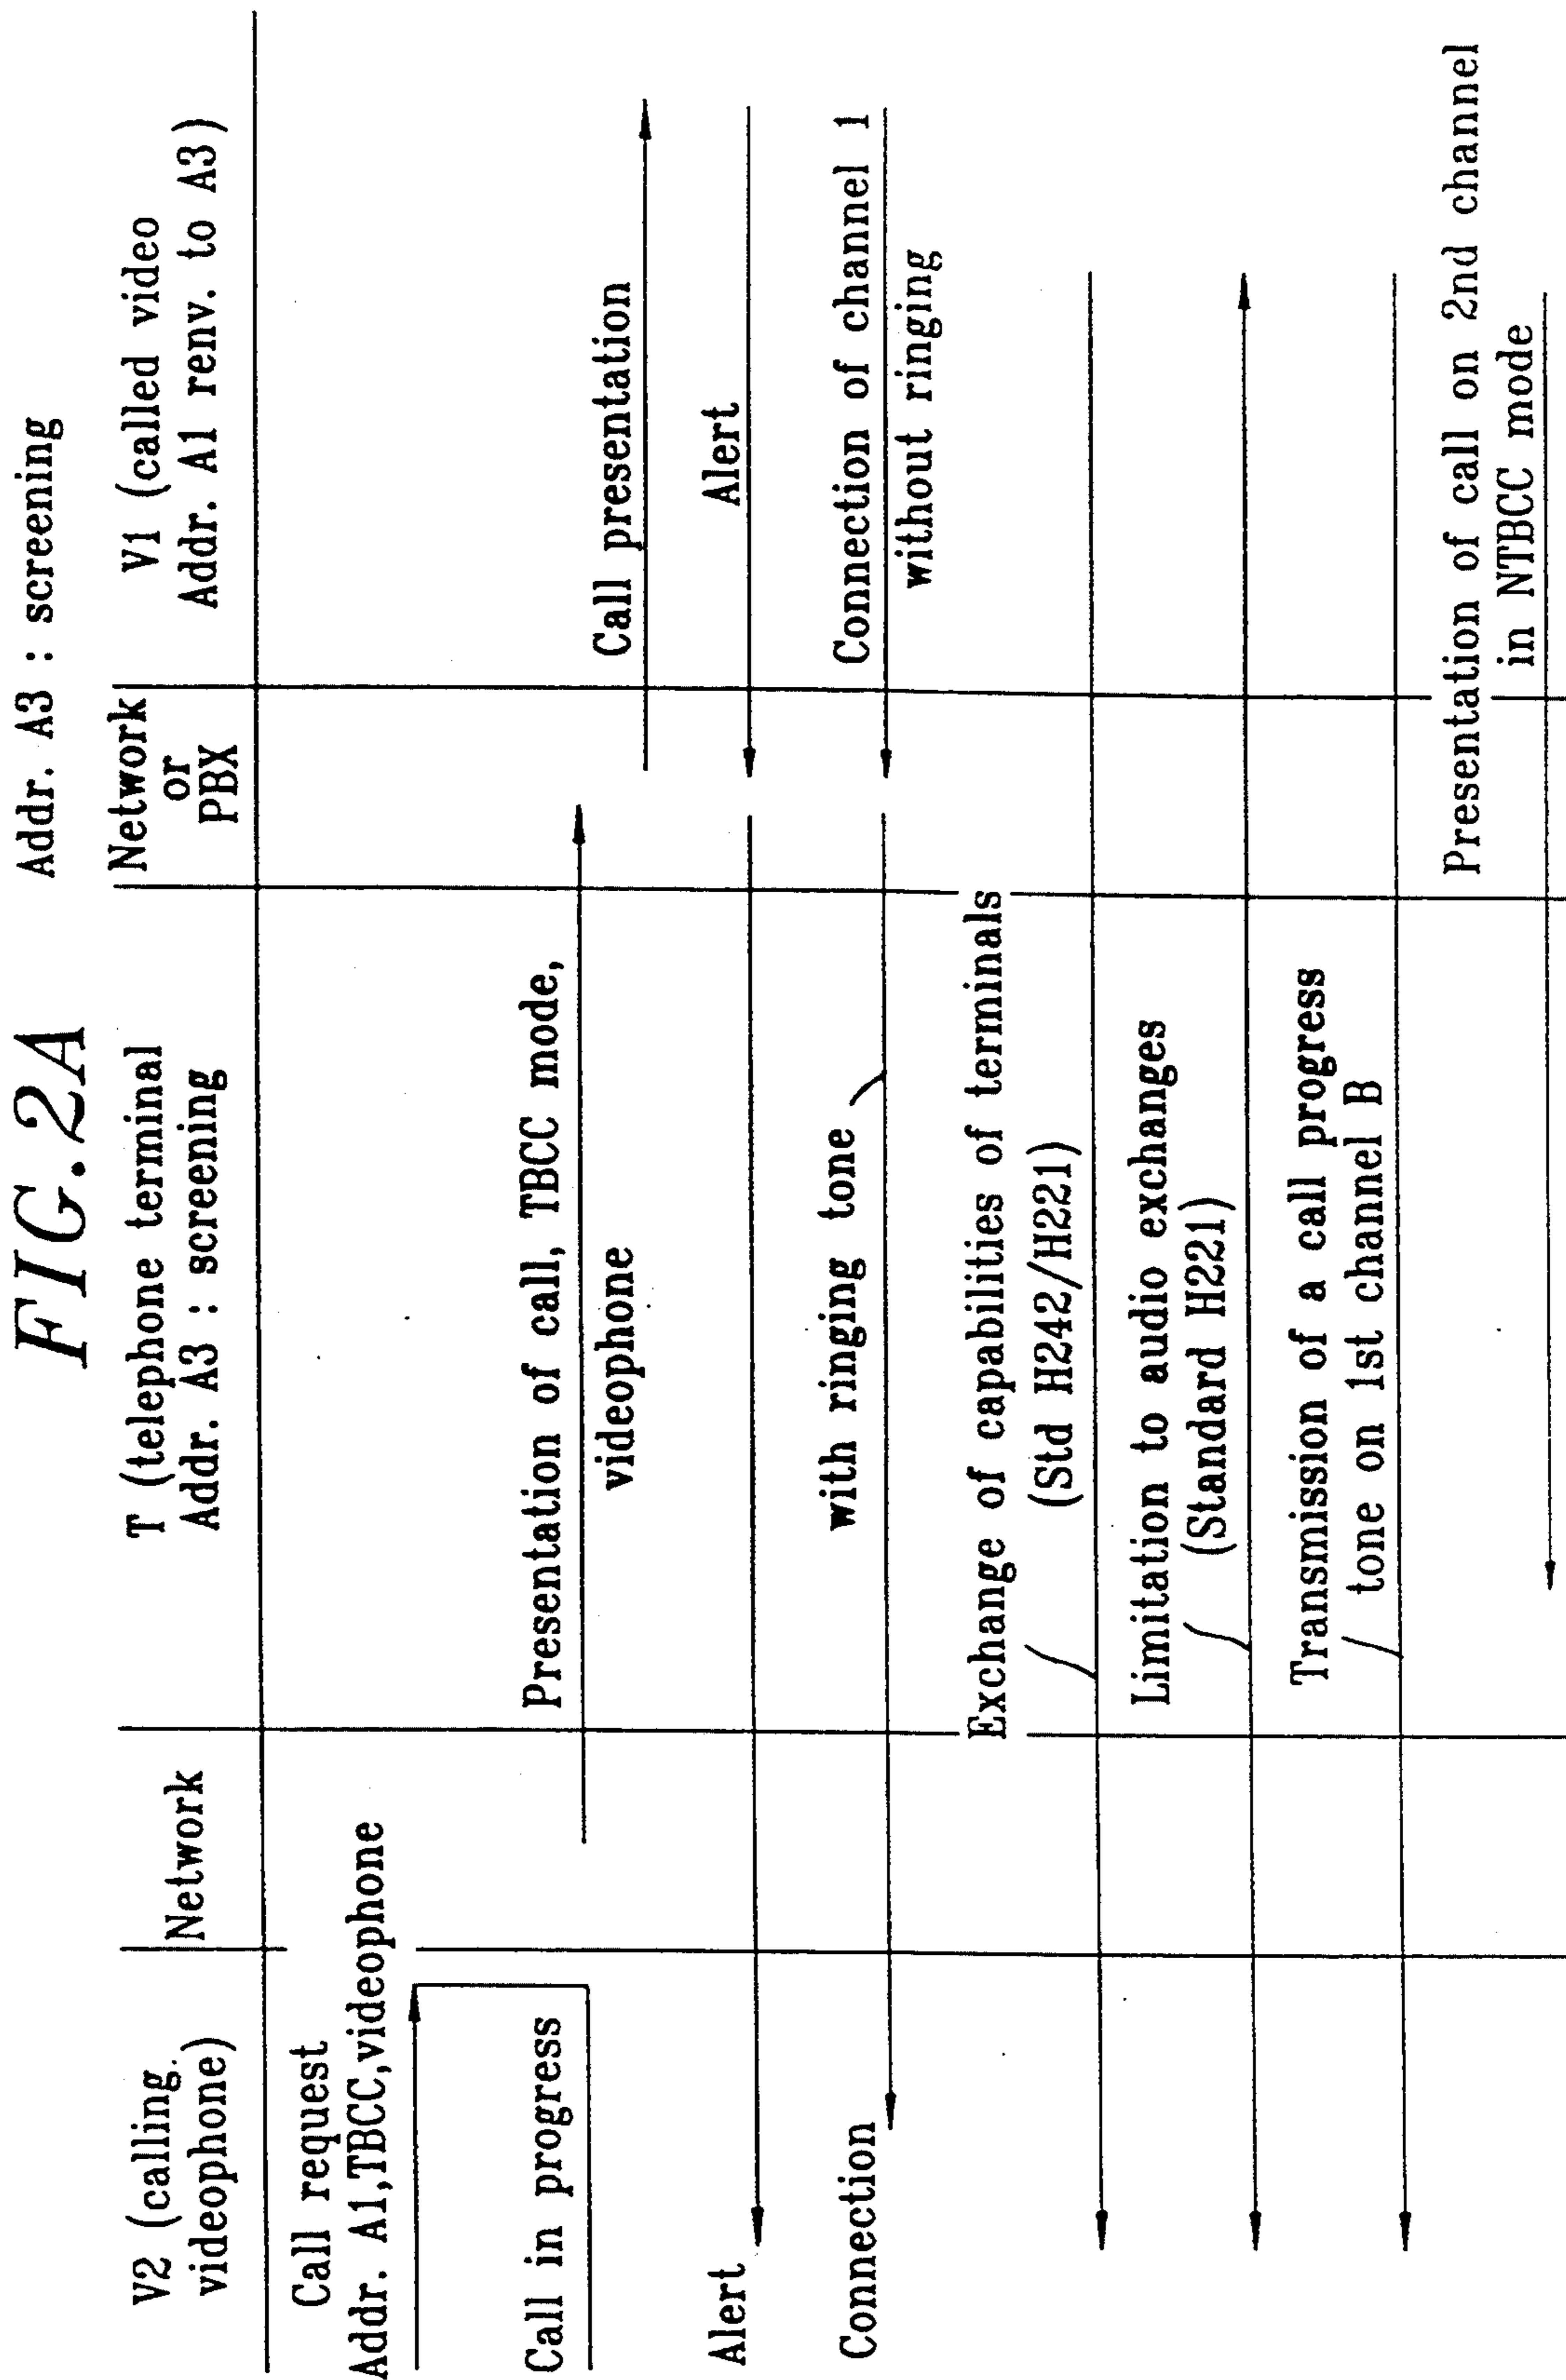 FIG.2A
Addr. A3 : screening
V2 (calling
videophone)
Network
T (telephone terminal
Addr. A3 : screening
Network
or
PBX
V1 (called video
Addr. A1 renv. to A3)
Call request
Addr. A1,TBCC,videophone
Call in progress
Presentation of call, TBCC mode,
videophone
Call presentation
Alert
Alert
Connection
with ringing tone
Connection of channel 1
without ringing
Exchange of capabilities of terminals
(Std H242/H221)
Limitation to audio exchanges
(Standard H221)
Transmission of a call progress
tone on 1st channel B
Presentation of call on 2nd channel
in NTBCC mode